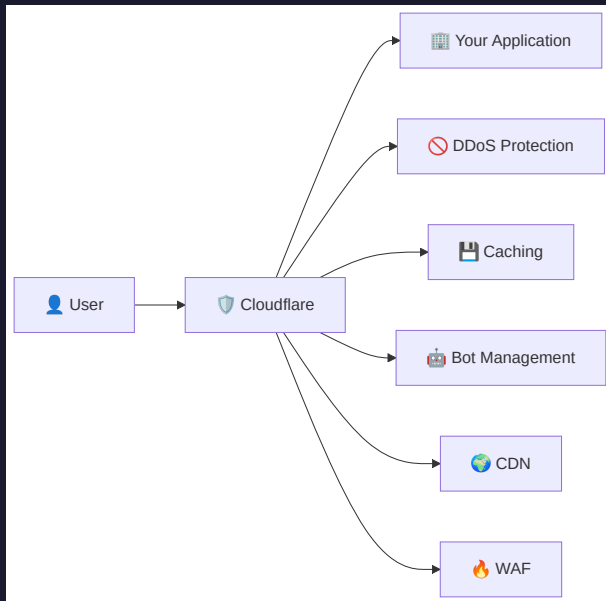 🏢 Your Application
🚫 DDoS Protection
💾 Caching
👤 User
🛡️ Cloudflare
🤖 Bot Management
🌍 CDN
🔥 WAF